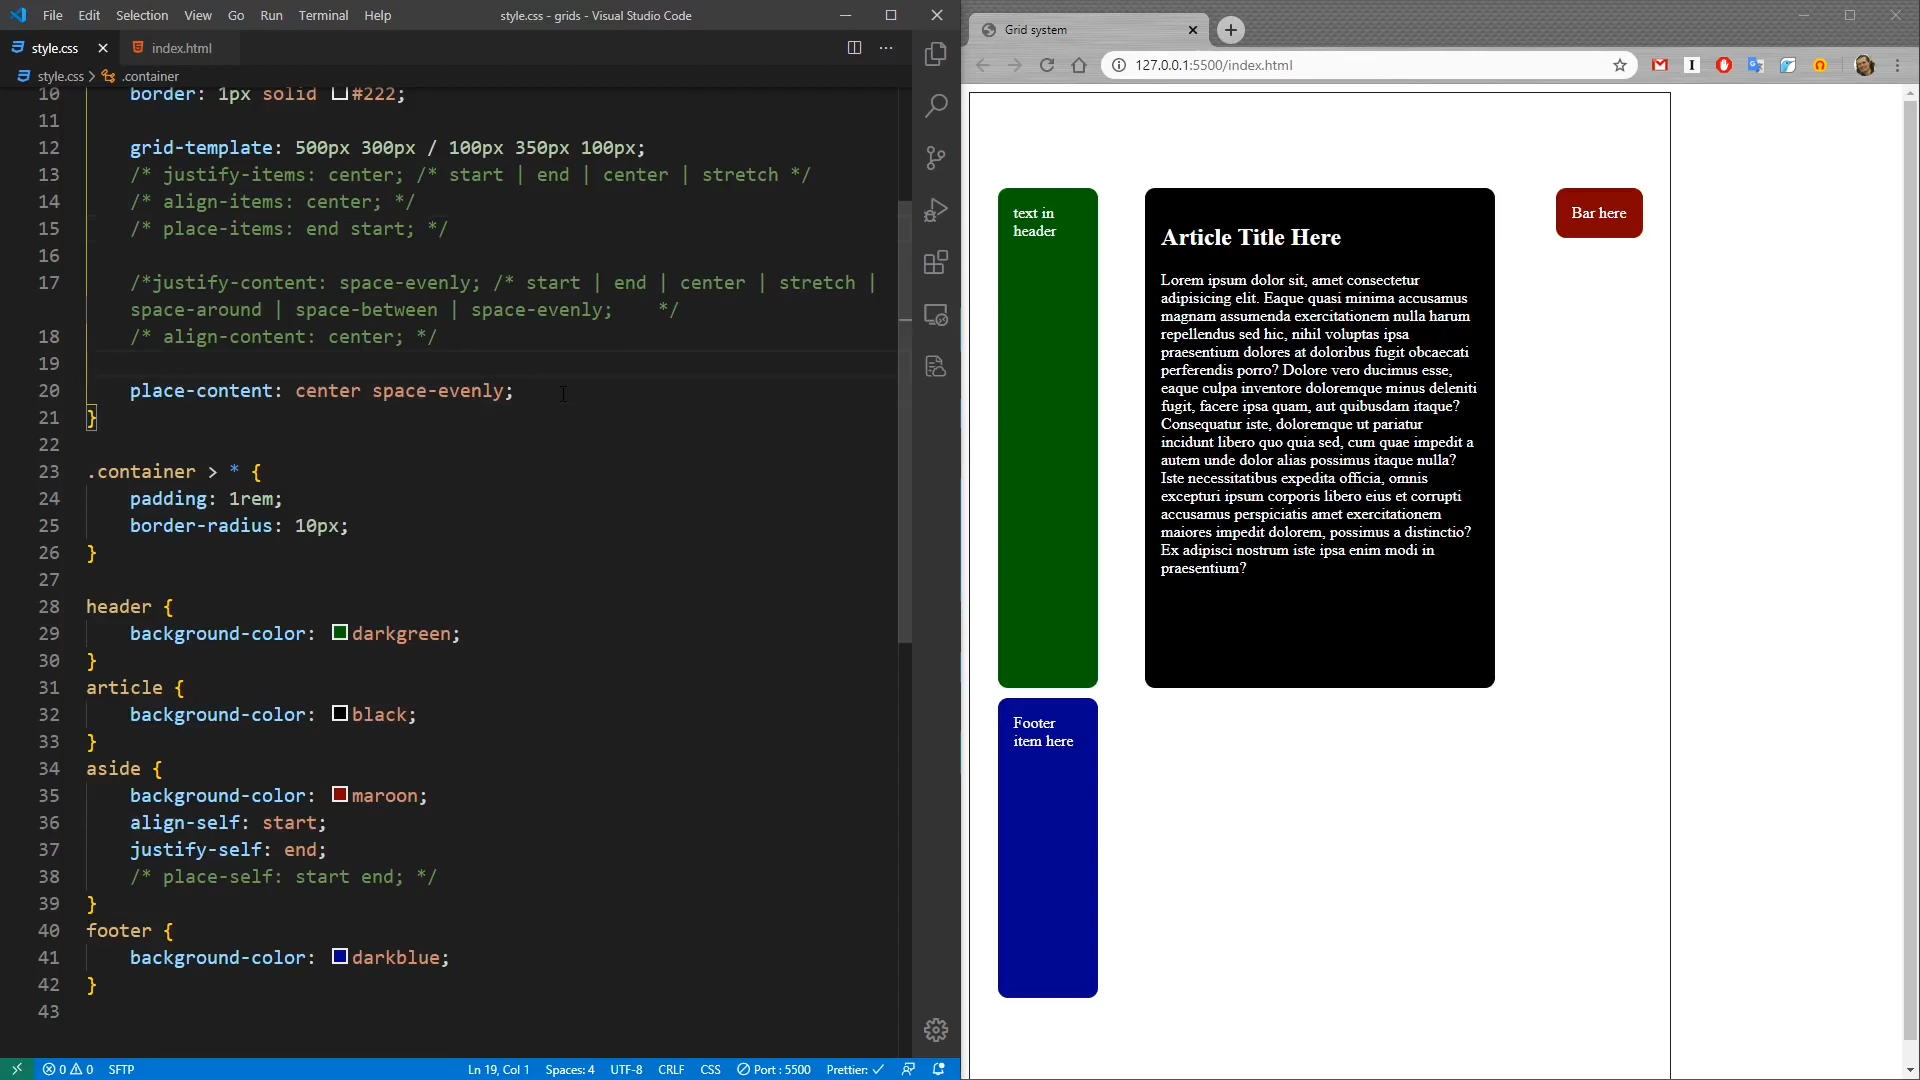 File Edit Selection View Go Run Terminal Help
style.css - grids - Visual Studio Code
style.css index.html
style.css > .container
10 border: 1px solid #222;
11
12 grid-template: 500px 300px / 100px 350px 100px;
13 /* justify-items: center; /* start | end | center | stretch */
14 /* align-items: center; */
15 /* place-items: end start; */
16
17 /*justify-content: space-evenly; /* start | end | center | stretch |
space-around | space-between | space-evenly; */
18 /* align-content: center; */
19
20 place-content: center space-evenly;
21 }
22
23 .container > * {
24 padding: 1rem;
25 border-radius: 10px;
26 }
27
28 header {
29 background-color: darkgreen;
30 }
31 article {
32 background-color: black;
33 }
34 aside {
35 background-color: maroon;
36 align-self: start;
37 justify-self: end;
38 /* place-self: start end; */
39 }
40 footer {
41 background-color: darkblue;
42 }
43
0 0 SFTP Ln 19, Col 1 Spaces: 4 UTF-8 CRLF CSS Port : 5500 Prettier: ✓
Grid system
127.0.0.1:5500/index.html
text in
header
Article Title Here
Lorem ipsum dolor sit, amet consectetur
adipisicing elit. Eaque quasi minima accusamus
magnam assumenda exercitationem nulla harum
repellendus sed hic, nihil voluptas ipsa
praesentium dolores at doloribus fugit obcaecati
perferendis porro? Dolore vero ducimus esse,
eaque culpa inventore doloremque minus deleniti
fugit, facere ipsa quam, aut quibusdam itaque?
Consequatur iste, doloremque ut pariatur
incidunt libero quo quia sed, cum quae impedit a
autem unde dolor alias possimus itaque nulla?
Iste necessitatibus expedita officia, omnis
excepturi ipsum corporis libero eius et corrupti
accusamus perspiciatis amet exercitationem
maiores impedit dolorem, possimus a distinctio?
Ex adipisci nostrum iste ipsa enim modi in
praesentium?
Bar here
Footer
item here